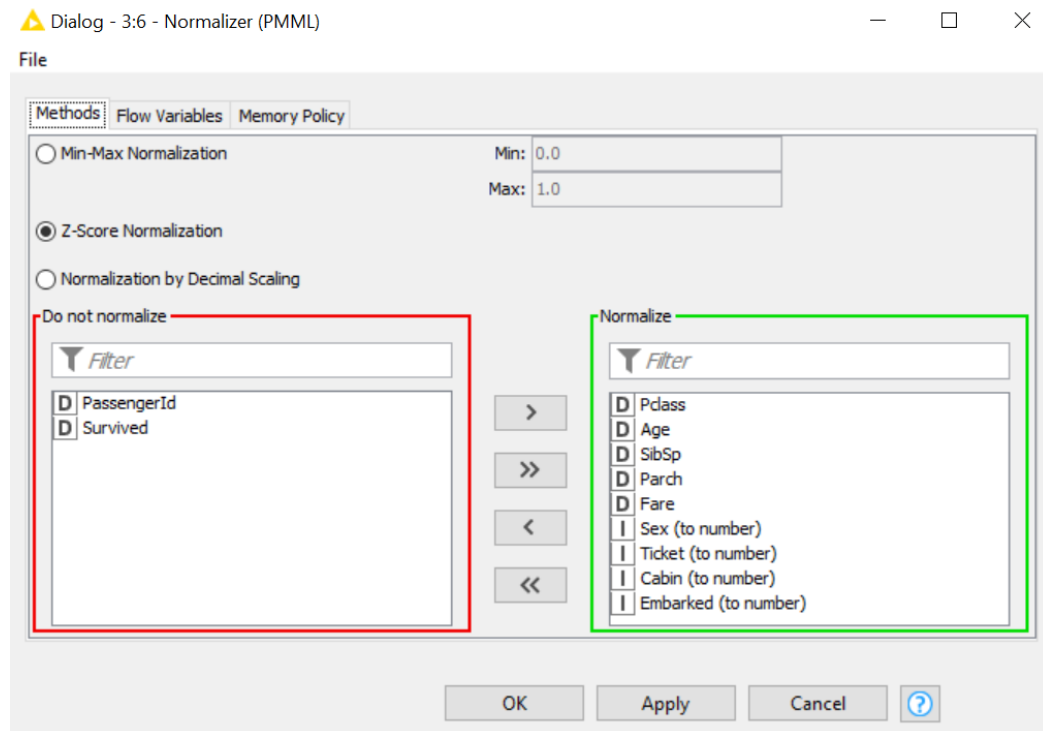 Dialog - 3:6 - Normalizer (PMML)
File
Methods Flow Variables Memory Policy
Min-Max Normalization Min: 0.0
Max: 1.0
Z-Score Normalization
Normalization by Decimal Scaling
Do not normalize
Filter
D PassengerId
D Survived
>
>>
<
<<
Normalize
Filter
D Pclass
D Age
D SibSp
D Parch
D Fare
I Sex (to number)
I Ticket (to number)
I Cabin (to number)
I Embarked (to number)
OK Apply Cancel ?